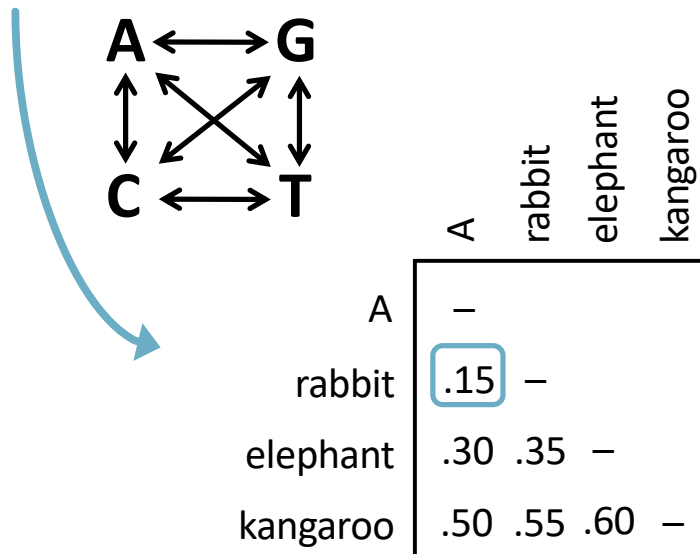 A G
C T
A rabbit elephant kangaroo
A –
rabbit .15 –
elephant .30 .35 –
kangaroo .50 .55 .60 –